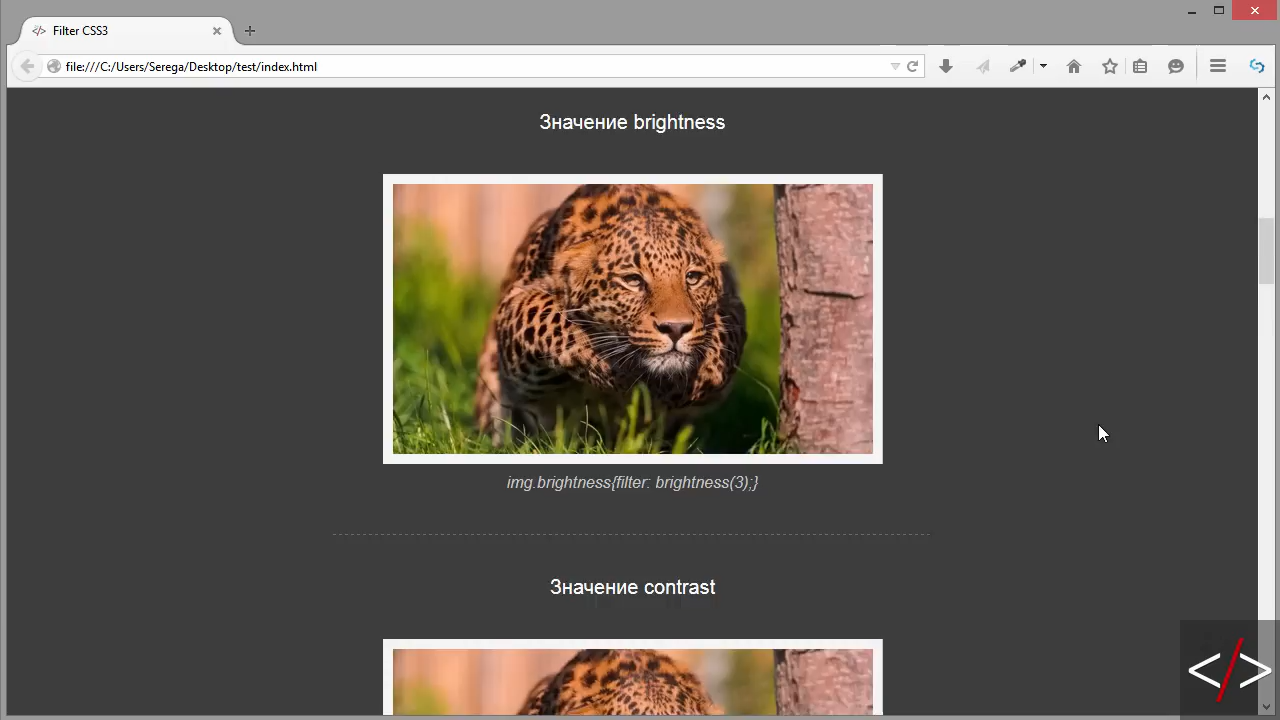 Filter CSS3
file:///C:/Users/Serega/Desktop/test/index.html
Значение brightness
img.brightness{filter: brightness(3);}
Значение contrast
</>